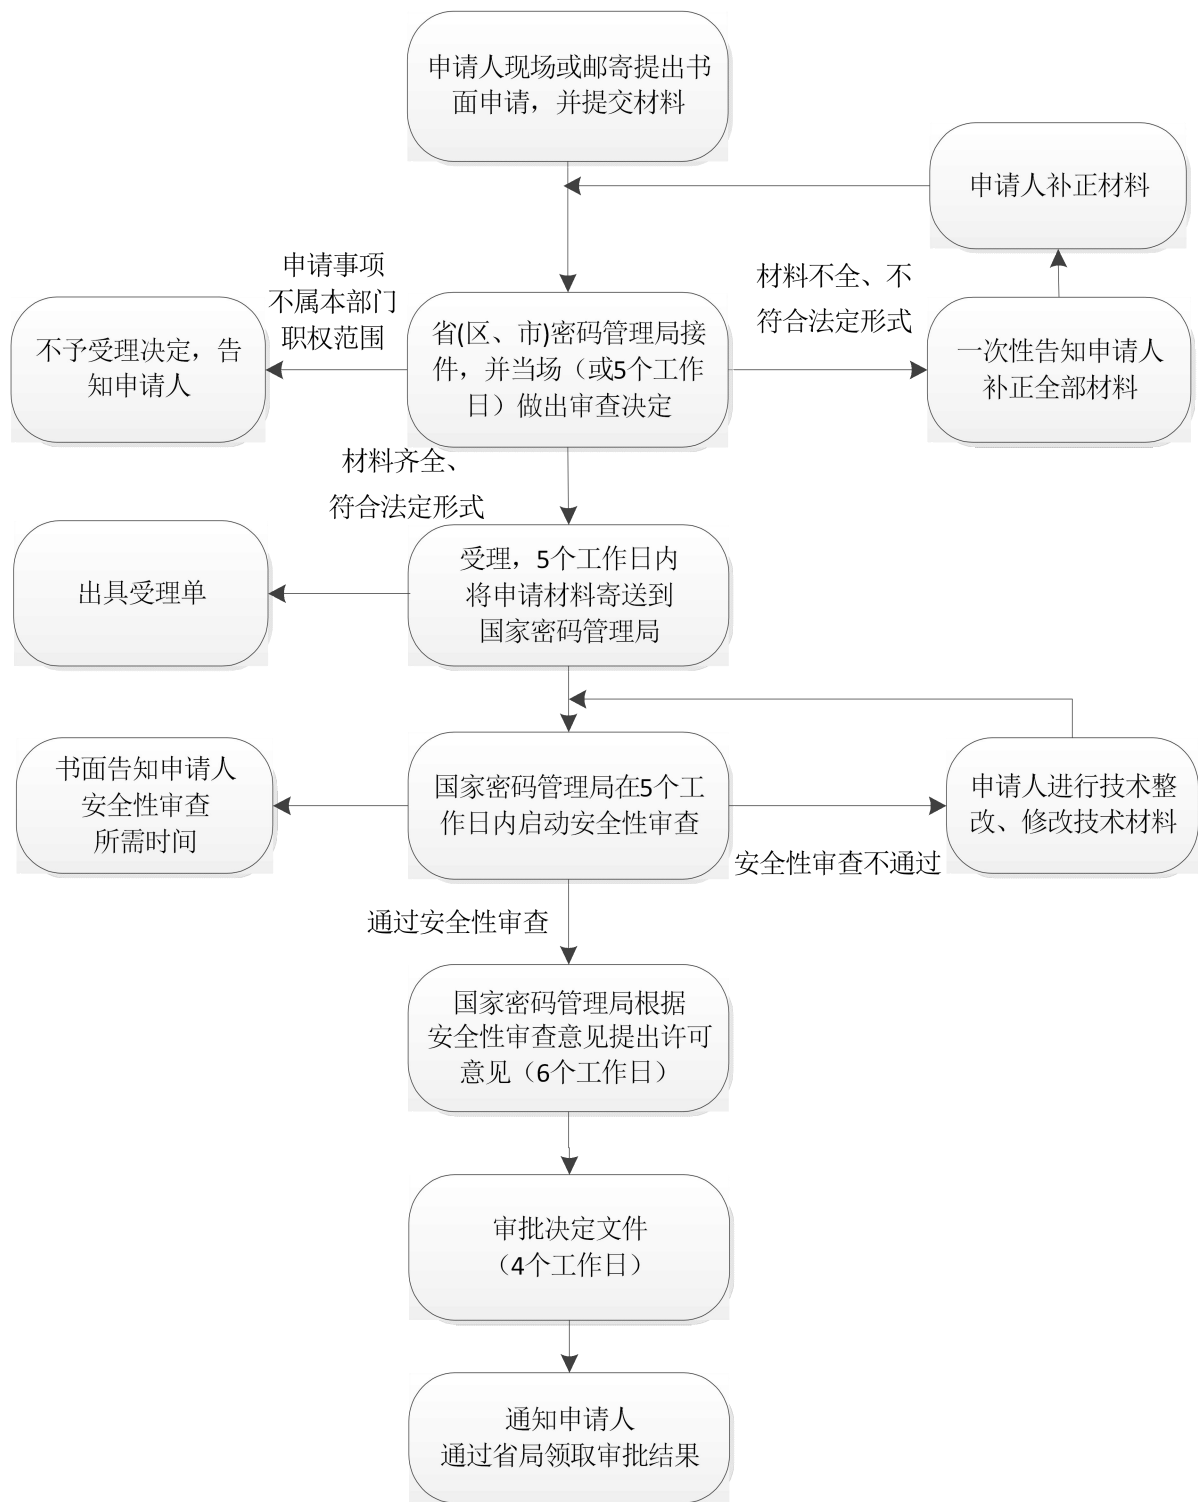 申请人现场或邮寄提出书
面申请，并提交材料
申请人补正材料
申请事项
不属本部门
职权范围
材料不全、不
符合法定形式
不予受理决定，告
知申请人
省(区、市)密码管理局接
件，并当场（或5个工作
日）做出审查决定
一次性告知申请人
补正全部材料
材料齐全、
符合法定形式
出具受理单
受理，5个工作日内
将申请材料寄送到
国家密码管理局
书面告知申请人
安全性审查
所需时间
国家密码管理局在5个工
作日内启动安全性审查
申请人进行技术整
改、修改技术材料
安全性审查不通过
通过安全性审查
国家密码管理局根据
安全性审查意见提出许可
意见（6个工作日）
审批决定文件
（4个工作日）
通知申请人
通过省局领取审批结果